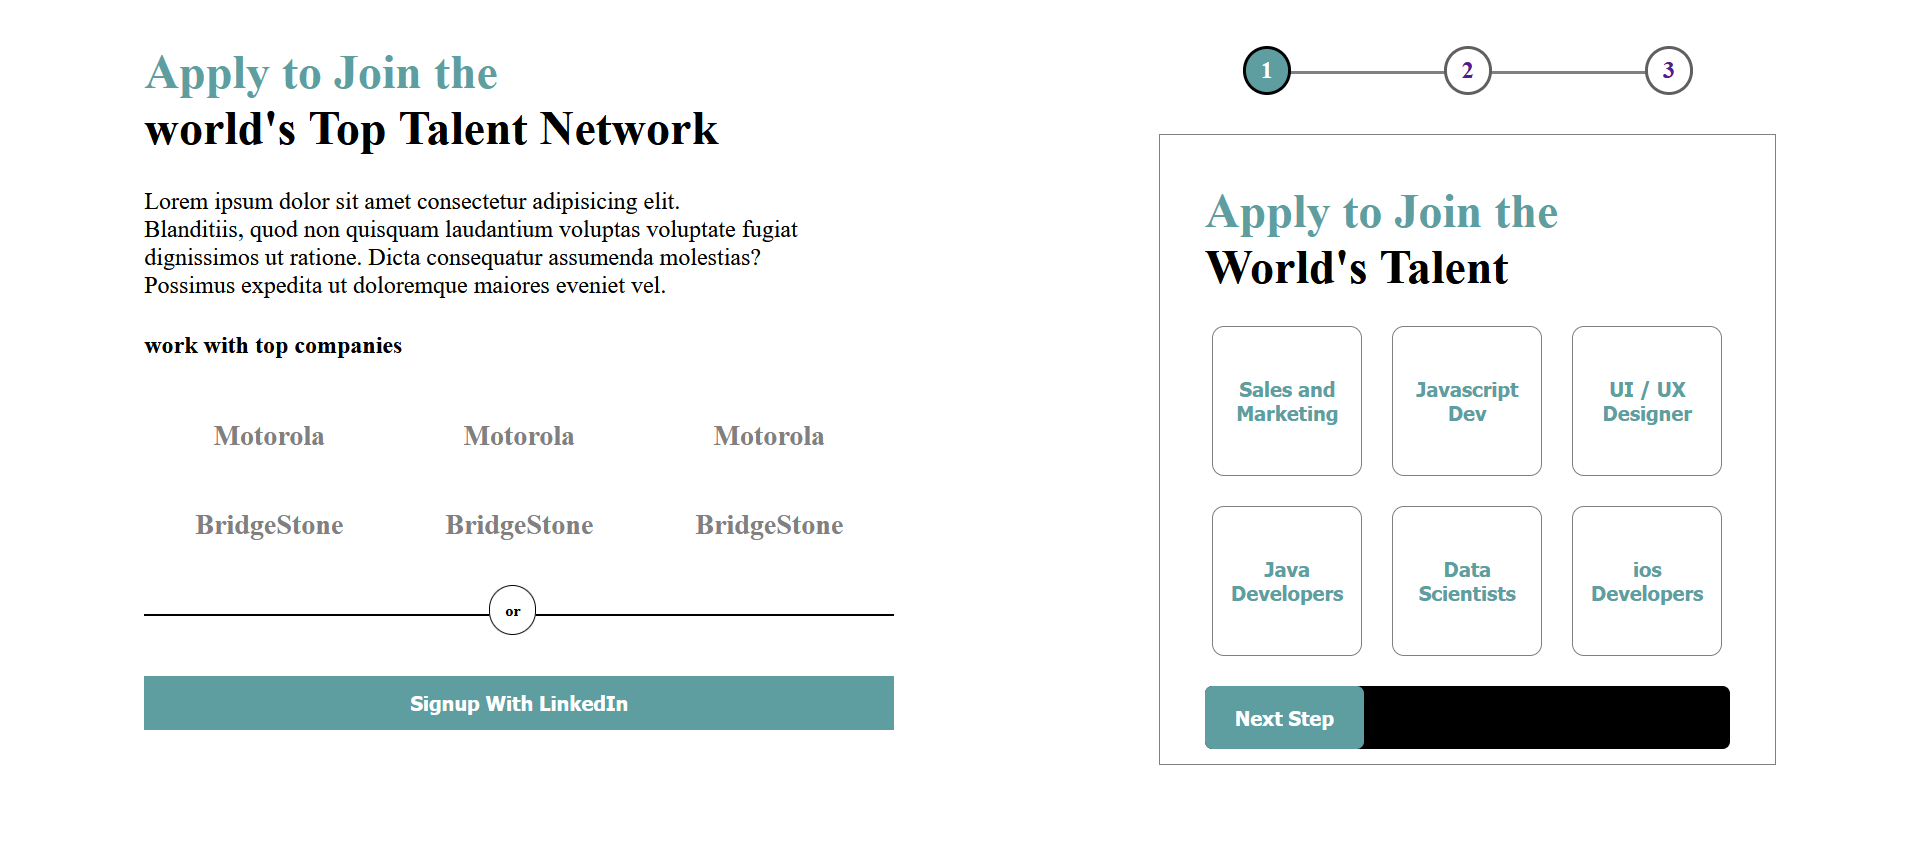 Apply to Join the
world's Top Talent Network
Lorem ipsum dolor sit amet consectetur adipisicing elit.
Blanditiis, quod non quisquam laudantium voluptas voluptate fugiat
dignissimos ut ratione. Dicta consequatur assumenda molestias?
Possimus expedita ut doloremque maiores eveniet vel.
work with top companies
Motorola Motorola Motorola
BridgeStone BridgeStone BridgeStone
or
Signup With LinkedIn
1 2 3
Apply to Join the
World's Talent
Sales and
Marketing
Javascript
Dev
UI / UX
Designer
Java
Developers
Data
Scientists
ios
Developers
Next Step